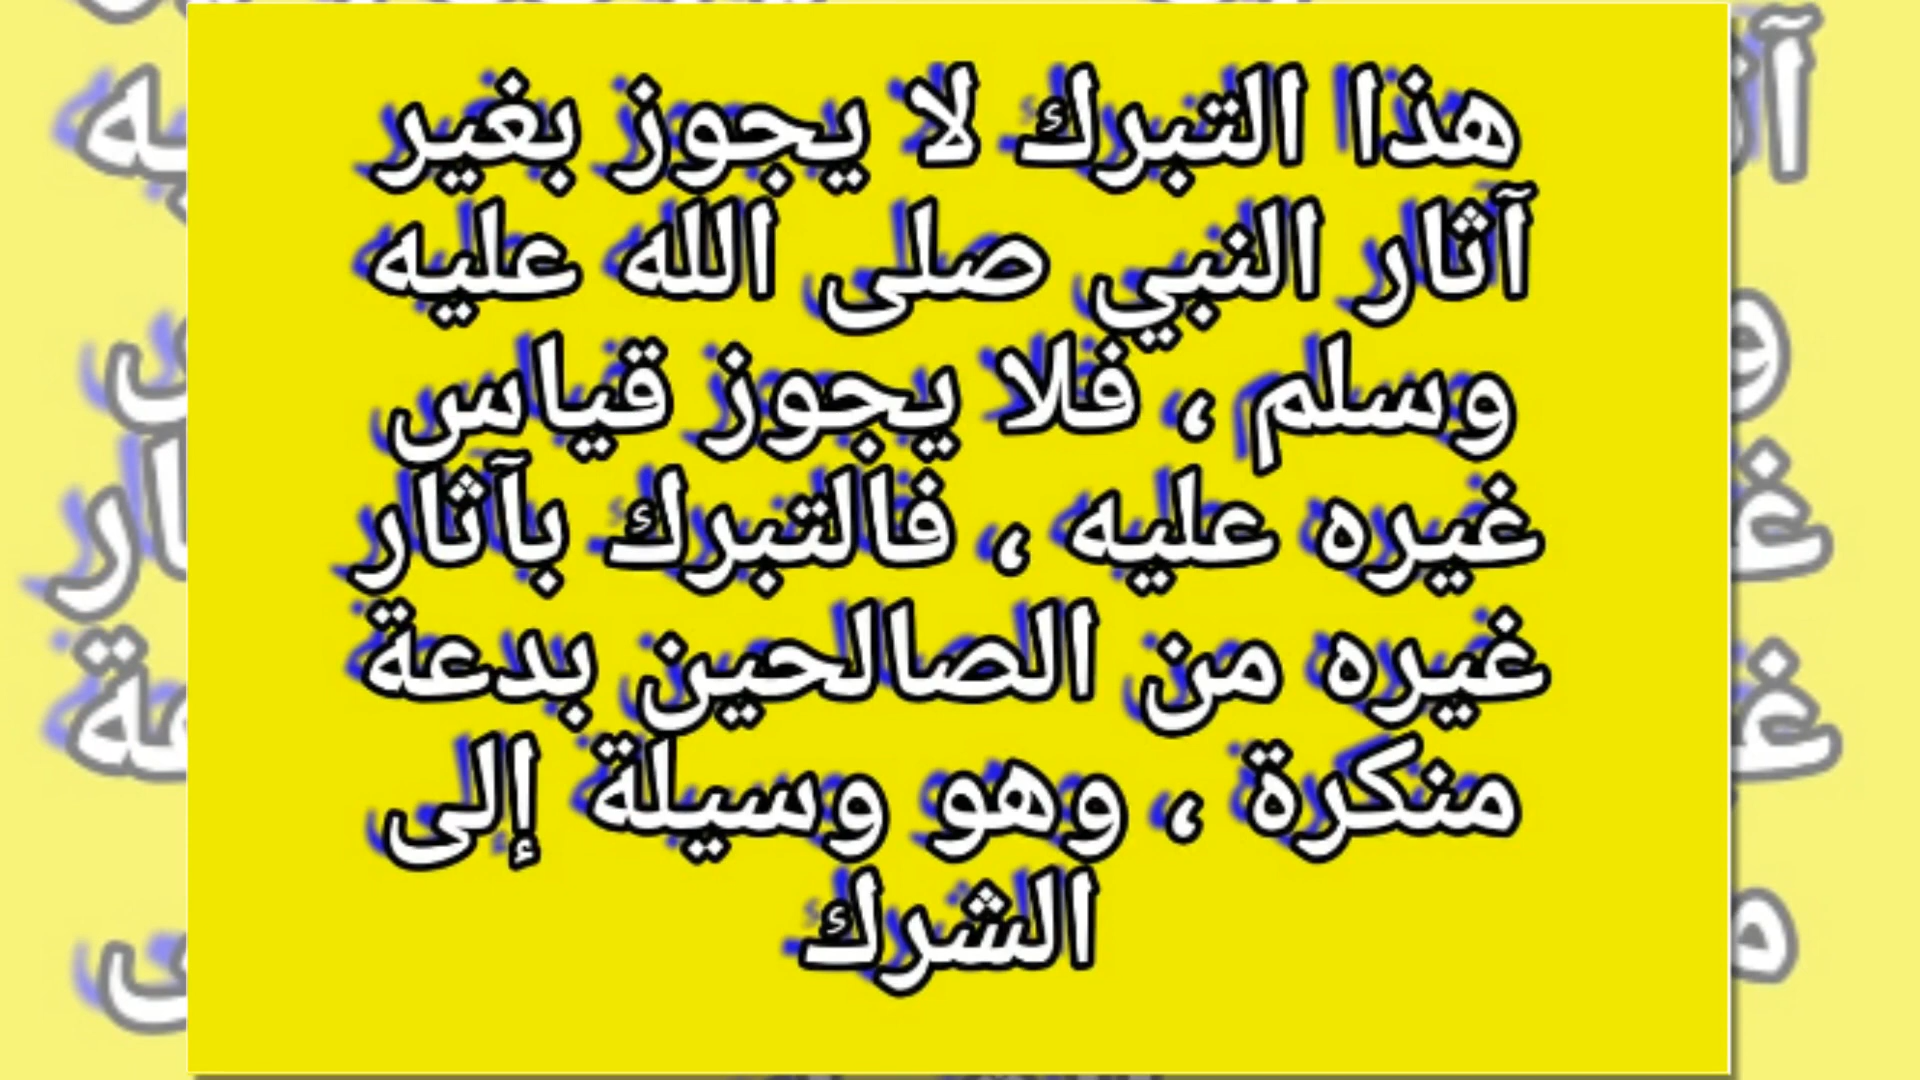 هذا التبرك لا يجوز بغير
آثار النبي صلى الله عليه
وسلم ، فلا يجوز قياس
غيره عليه ، فالتبرك بآثار
غيره من الصالحين بدعة
منكرة ، وهو وسيلة إلى
الشرك